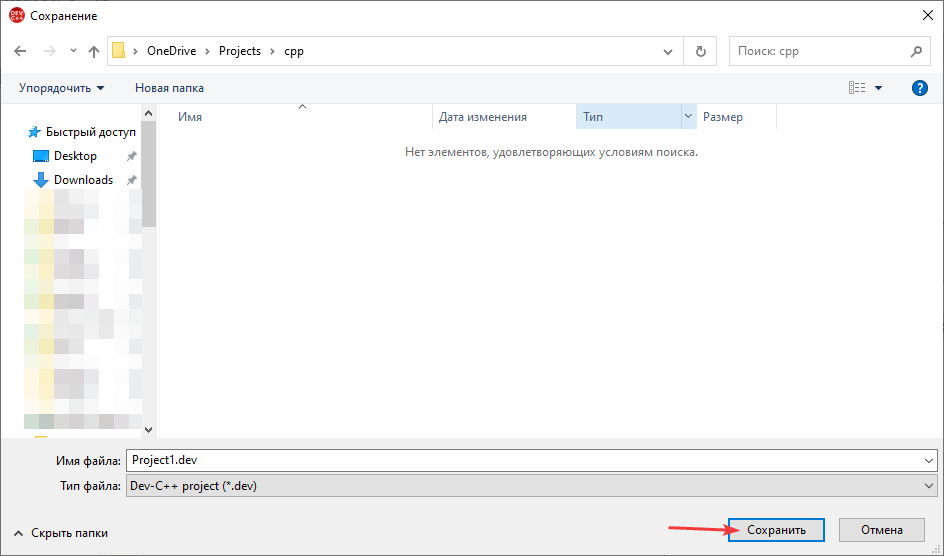 DEV C++ Сохранение
OneDrive Projects cpp Поиск: cpp
Упорядочить Новая папка ?
Имя Дата изменения Тип Размер
Быстрый доступ Нет элементов, удовлетворяющих условиям поиска.
Desktop
Downloads
Имя файла: Project1.dev
Тип файла: Dev-C++ project (*.dev)
Скрыть папки Сохранить Отмена